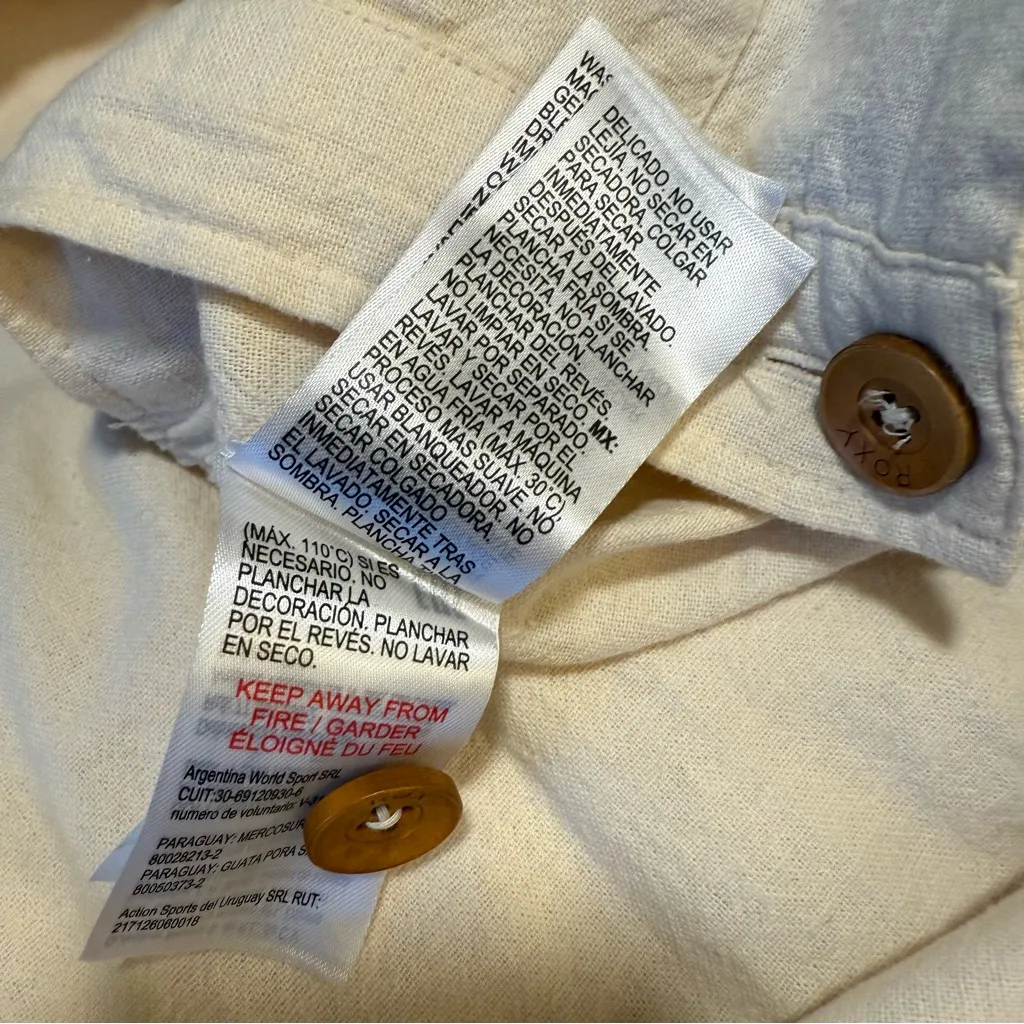 DELICADO, NO USAR
LEJÍA, NO SECAR EN
SECADORA, COLGAR
PARA SECAR
INMEDIATAMENTE
DESPUÉS DEL LAVADO.
SECAR A LA SOMBRA.
PLANCHA FRÍA SI SE
NECESITA, NO PLANCHAR
LA DECORACIÓN
PLANCHAR DEL REVÉS
NO LIMPIAR EN SECO MX:
LAVAR POR SEPARADO,
LAVAR Y SECAR POR EL
REVÉS. LAVAR A MÁQUINA
EN AGUA FRÍA (MÁX. 30°C),
PROCESO MÁS SUAVE, NO
USAR BLANQUEADOR, NO
SECAR EN SECADORA,
SECAR COLGADO
INMEDIATAMENTE TRAS
EL LAVADO, SECAR A LA
SOMBRA. PLANCHA
(MÁX. 110°C) SI ES
NECESARIO, NO
PLANCHAR LA
DECORACIÓN. PLANCHAR
POR EL REVÉS. NO LAVAR
EN SECO.
KEEP AWAY FROM
FIRE / GARDER
ÉLOIGNÉ DU FEU
Argentina World Sport SRL
CUIT:30-69120930-6
numero de voluntario:
PARAGUAY: MERCOSUR
80028213-2
PARAGUAY: GUATA PORA
80050373-2
Action Sports del Uruguay SRL RUT:
217126060018
ROXY